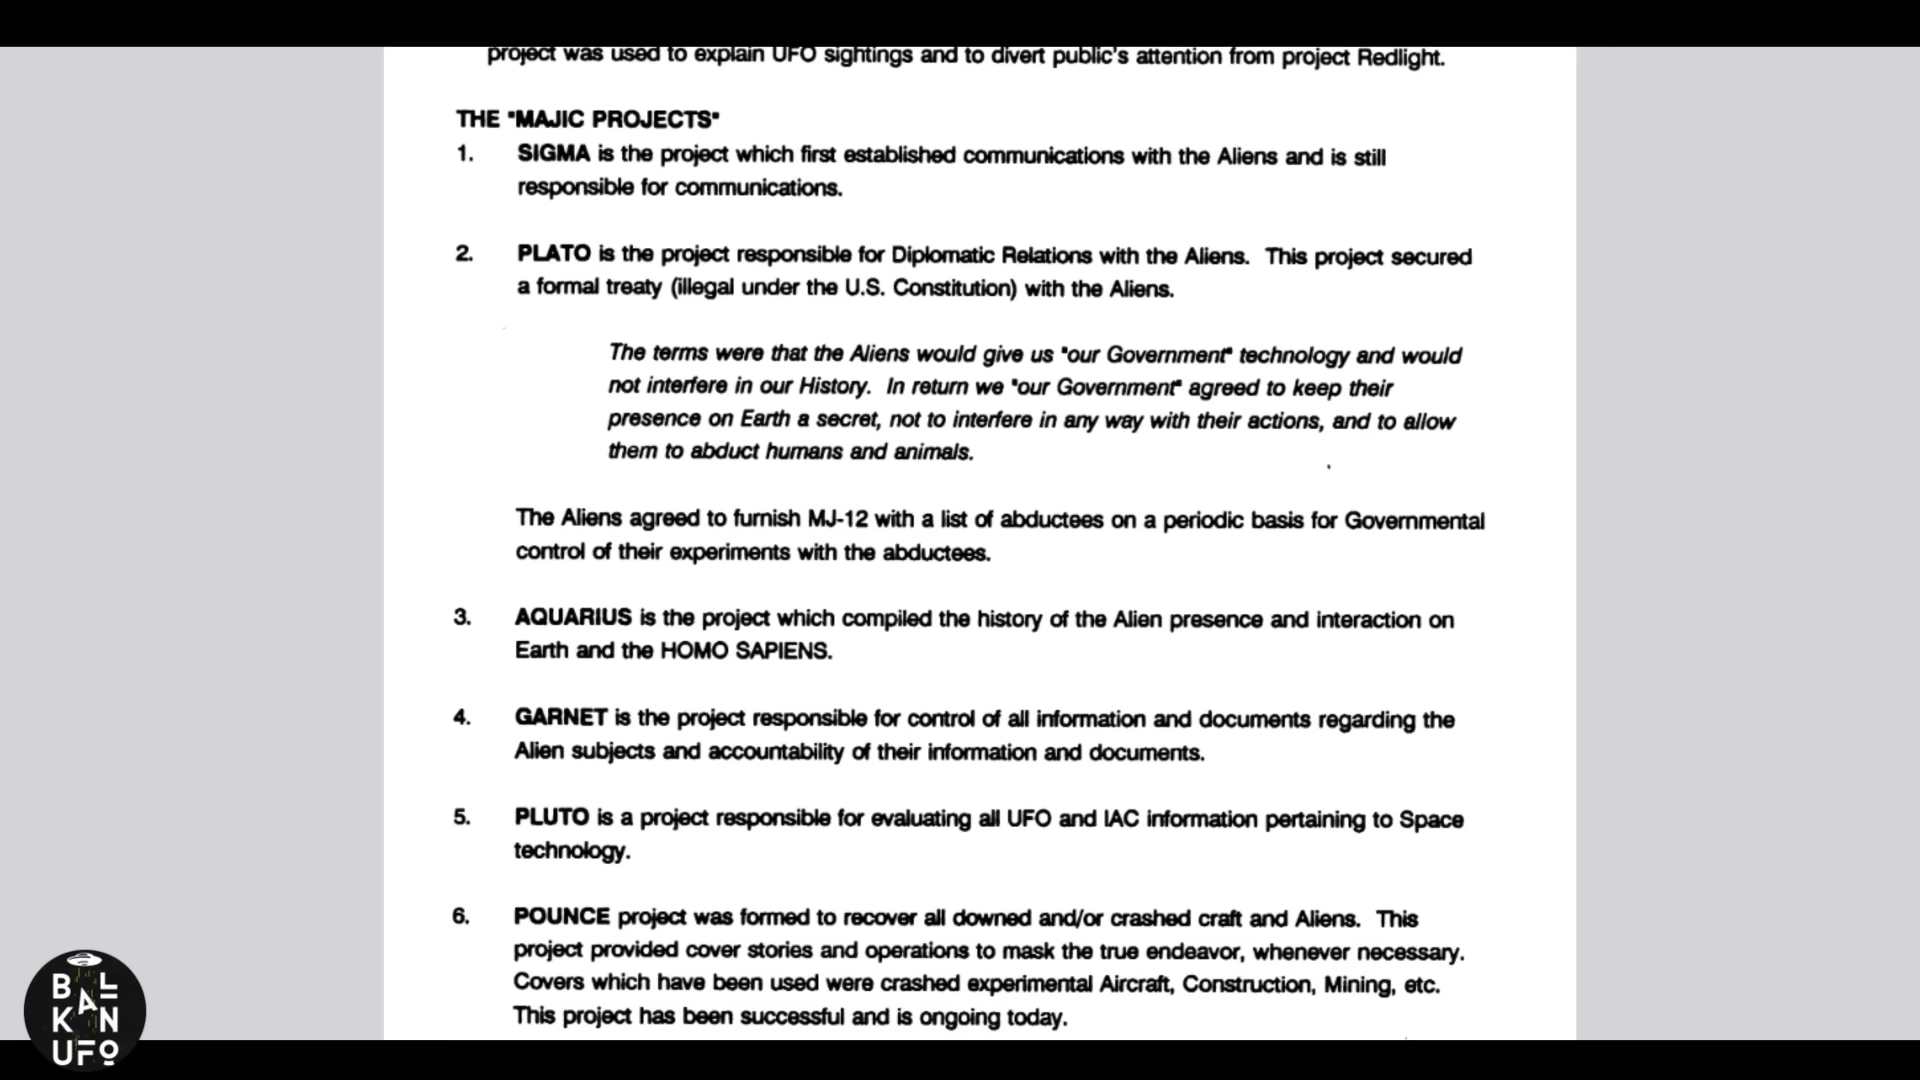 project was used to explain UFO sightings and to divert public's attention from project Redlight.
THE "MAJIC PROJECTS"
1. SIGMA is the project which first established communications with the Aliens and is still
responsible for communications.
2. PLATO is the project responsible for Diplomatic Relations with the Aliens. This project secured
a formal treaty (illegal under the U.S. Constitution) with the Aliens.
The terms were that the Aliens would give us "our Government" technology and would
not interfere in our History. In return we "our Government" agreed to keep their
presence on Earth a secret, not to interfere in any way with their actions, and to allow
them to abduct humans and animals.
The Aliens agreed to furnish MJ-12 with a list of abductees on a periodic basis for Governmental
control of their experiments with the abductees.
3. AQUARIUS is the project which compiled the history of the Alien presence and interaction on
Earth and the HOMO SAPIENS.
4. GARNET is the project responsible for control of all information and documents regarding the
Alien subjects and accountability of their information and documents.
5. PLUTO is a project responsible for evaluating all UFO and IAC information pertaining to Space
technology.
6. POUNCE project was formed to recover all downed and/or crashed craft and Aliens. This
project provided cover stories and operations to mask the true endeavor, whenever necessary.
Covers which have been used were crashed experimental Aircraft, Construction, Mining, etc.
This project has been successful and is ongoing today.
BAL
KAN
UFO